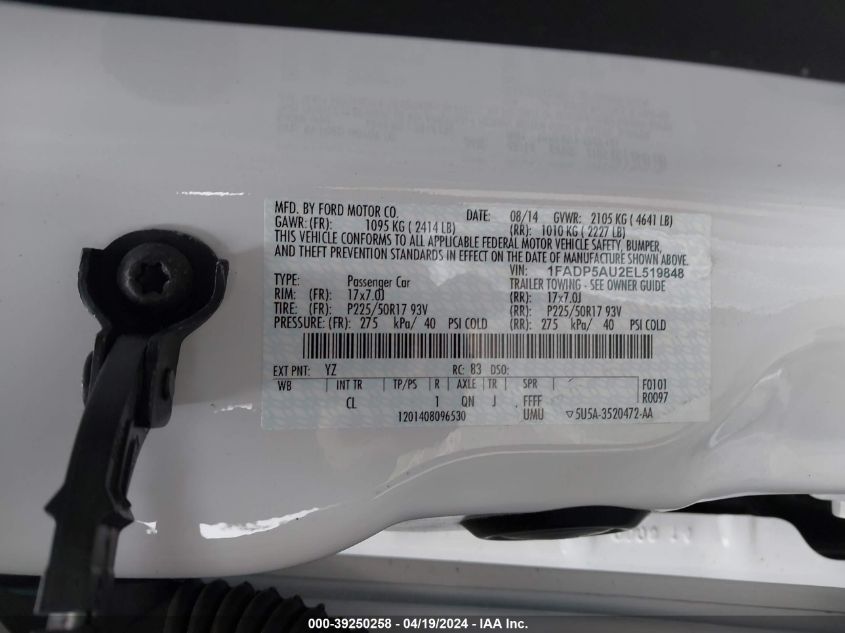 MFD. BY FORD MOTOR CO. DATE: 08/14 GVWR: 2105 KG ( 4641 LB)
GAWR: (FR): 1095 KG ( 2414 LB) (RR): 1010 KG ( 2227 LB)
THIS VEHICLE CONFORMS TO ALL APPLICABLE FEDERAL MOTOR VEHICLE SAFETY, BUMPER,
AND THEFT PREVENTION STANDARDS IN EFFECT ON THE DATE OF MANUFACTURE SHOWN ABOVE.
VIN: 1FADP5AU2EL519848
TYPE: Passenger Car TRAILER TOWING - SEE OWNER GUIDE
RIM: (FR): 17x7.0J (RR): 17x7.0J
TIRE: (FR): P225/50R17 93V (RR): P225/50R17 93V
PRESSURE: (FR): 275 kPa/ 40 PSI COLD (RR): 275 kPa/ 40 PSI COLD
EXT PNT: YZ RC: 83 DSO:
WB INT TR TP/PS R AXLE TR SPR F0101
CL 1 QN J FFFF R0097
1201408096530 UMU ▽5U5A-3520472-AA
000-39250258 - 04/19/2024 - IAA Inc.